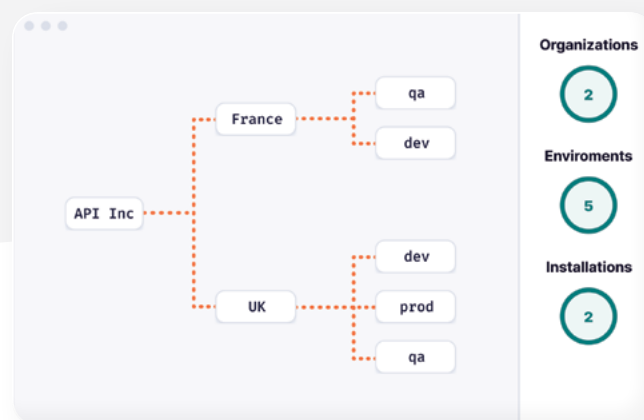 API Inc
France
qa
dev
UK
dev
prod
qa
Organizations
2
Enviroments
5
Installations
2